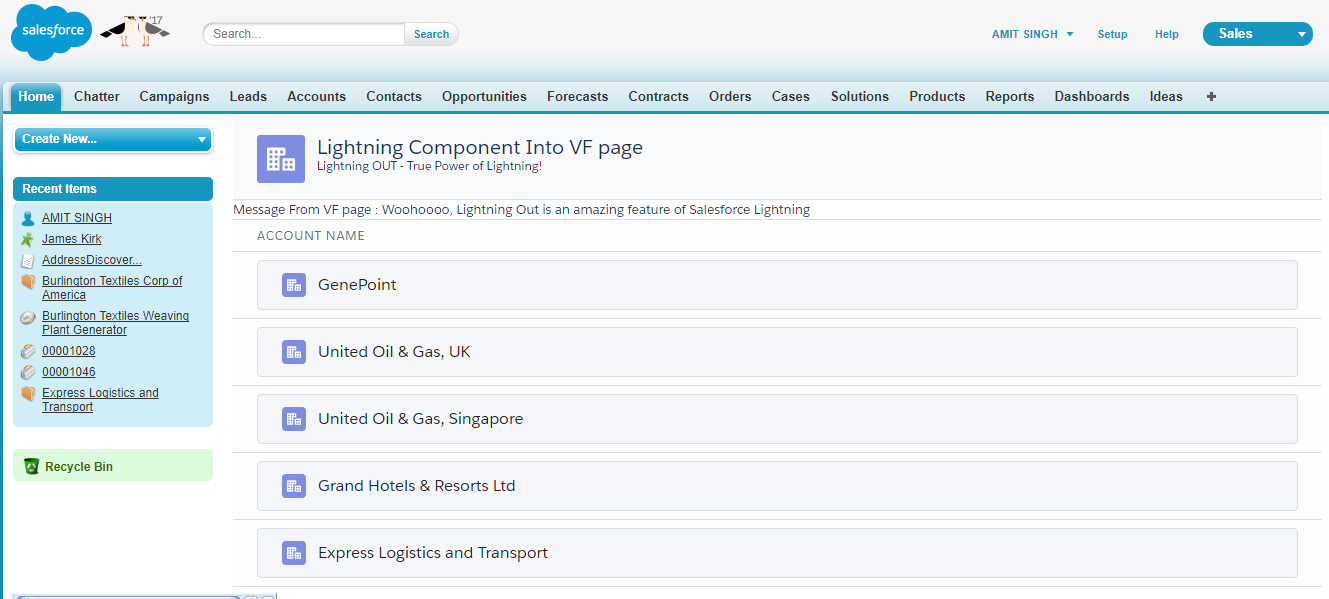 salesforce
'17
Search...
Search
AMIT SINGH
Setup
Help
Sales
Home
Chatter
Campaigns
Leads
Accounts
Contacts
Opportunities
Forecasts
Contracts
Orders
Cases
Solutions
Products
Reports
Dashboards
Ideas
+
Create New...
Recent Items
AMIT SINGH
James Kirk
AddressDiscover...
Burlington Textiles Corp of
America
Burlington Textiles Weaving
Plant Generator
00001028
00001046
Express Logistics and
Transport
Recycle Bin
Lightning Component Into VF page
Lightning OUT - True Power of Lightning!
Message From VF page : Woohoooo, Lightning Out is an amazing feature of Salesforce Lightning
ACCOUNT NAME
GenePoint
United Oil & Gas, UK
United Oil & Gas, Singapore
Grand Hotels & Resorts Ltd
Express Logistics and Transport